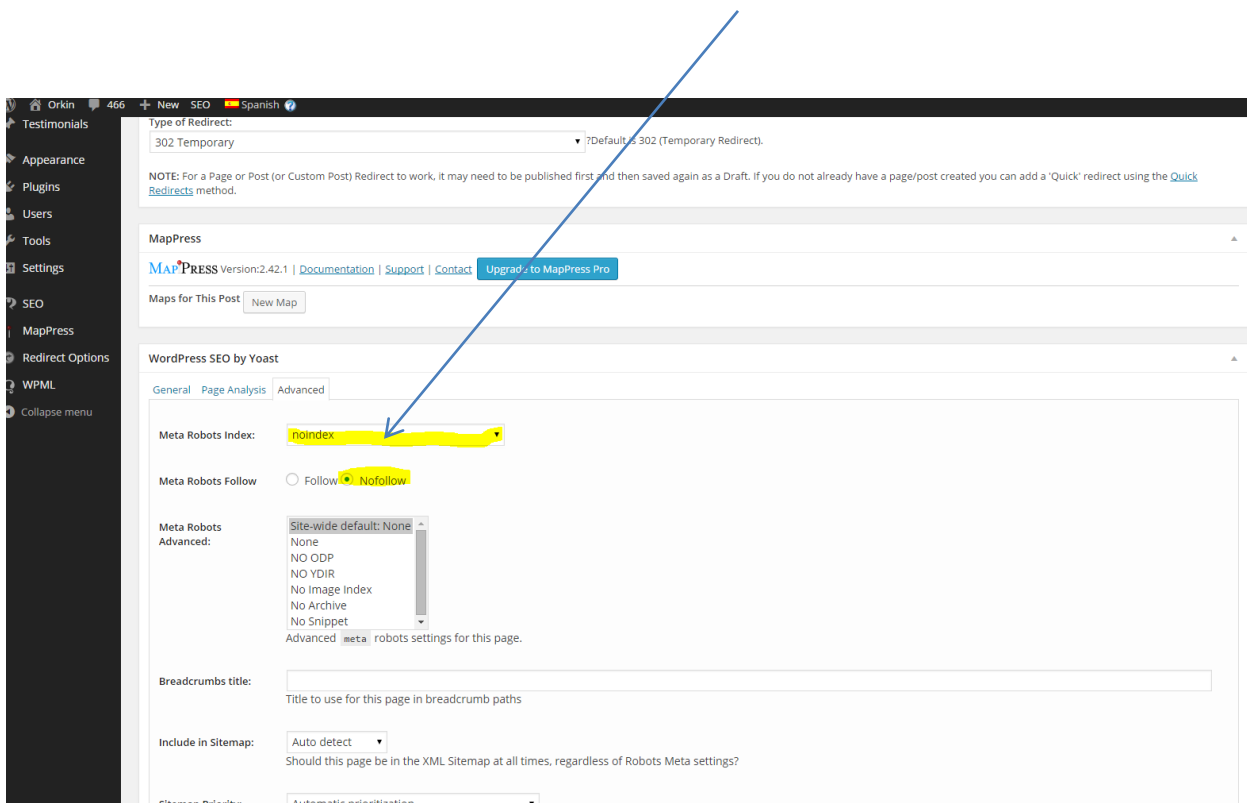 Orkin 466 New SEO Spanish
Testimonials
Appearance
Plugins
Users
Tools
Settings
SEO
MapPress
Redirect Options
WPML
Collapse menu
Type of Redirect:
302 Temporary ?Default is 302 (Temporary Redirect).
NOTE: For a Page or Post (or Custom Post) Redirect to work, it may need to be published first and then saved again as a Draft. If you do not already have a page/post created you can add a 'Quick' redirect using the Quick
Redirects method.
MapPress
MapPress Version:2.42.1 | Documentation | Support | Contact Upgrade to MapPress Pro
Maps for This Post New Map
WordPress SEO by Yoast
General Page Analysis Advanced
Meta Robots Index: noindex
Meta Robots Follow Follow Nofollow
Meta Robots
Advanced:
Site-wide default: None
None
NO ODP
NO YDIR
No Image Index
No Archive
No Snippet
Advanced meta robots settings for this page.
Breadcrumbs title:
Title to use for this page in breadcrumb paths
Include in Sitemap: Auto detect
Should this page be in the XML Sitemap at all times, regardless of Robots Meta settings?
Sitemap Priority: Automatic prioritization